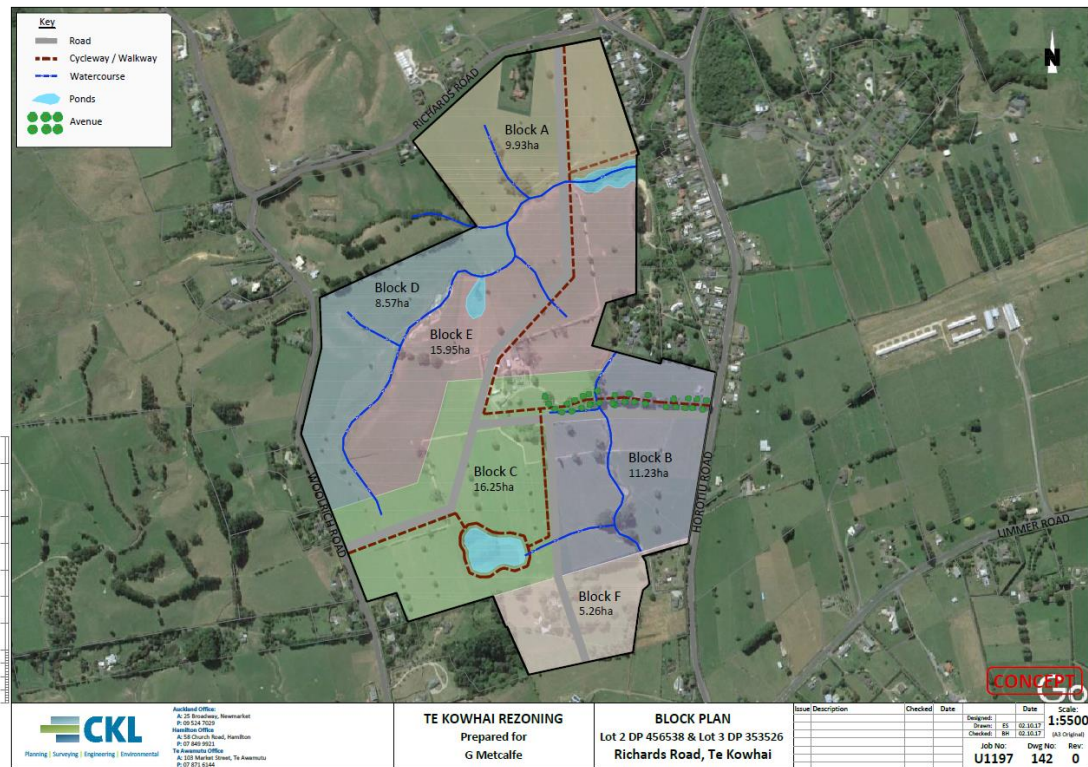 Key
Road
Cycleway / Walkway
Watercourse
Ponds
Avenue
N
RICHARDS ROAD
Block A
9.93ha
Block D
8.57ha
Block E
15.95ha
Block B
11.23ha
Block C
16.25ha
WOOLRICH ROAD
HOROTIU ROAD
LIMMER ROAD
Block F
5.26ha
CONCEPT
Go
CKL
Planning | Surveying | Engineering | Environmental
Auckland Office:
A: 25 Broadway, Newmarket
P: 09 524 7029
Hamilton Office
A: 58 Church Road, Hamilton
P: 07 849 9921
Te Awamutu Office
A: 103 Market Street, Te Awamutu
P: 07 871 6144
TE KOWHAI REZONING
Prepared for
G Metcalfe
BLOCK PLAN
Lot 2 DP 456538 & Lot 3 DP 353526
Richards Road, Te Kowhai
Issue Description Checked Date
Date
Designed:
Drawn: ES 02.10.17
Checked: BH 02.10.17
Scale:
1:5500
(A3 Original)
Job No: Dwg No: Rev:
U1197 142 0